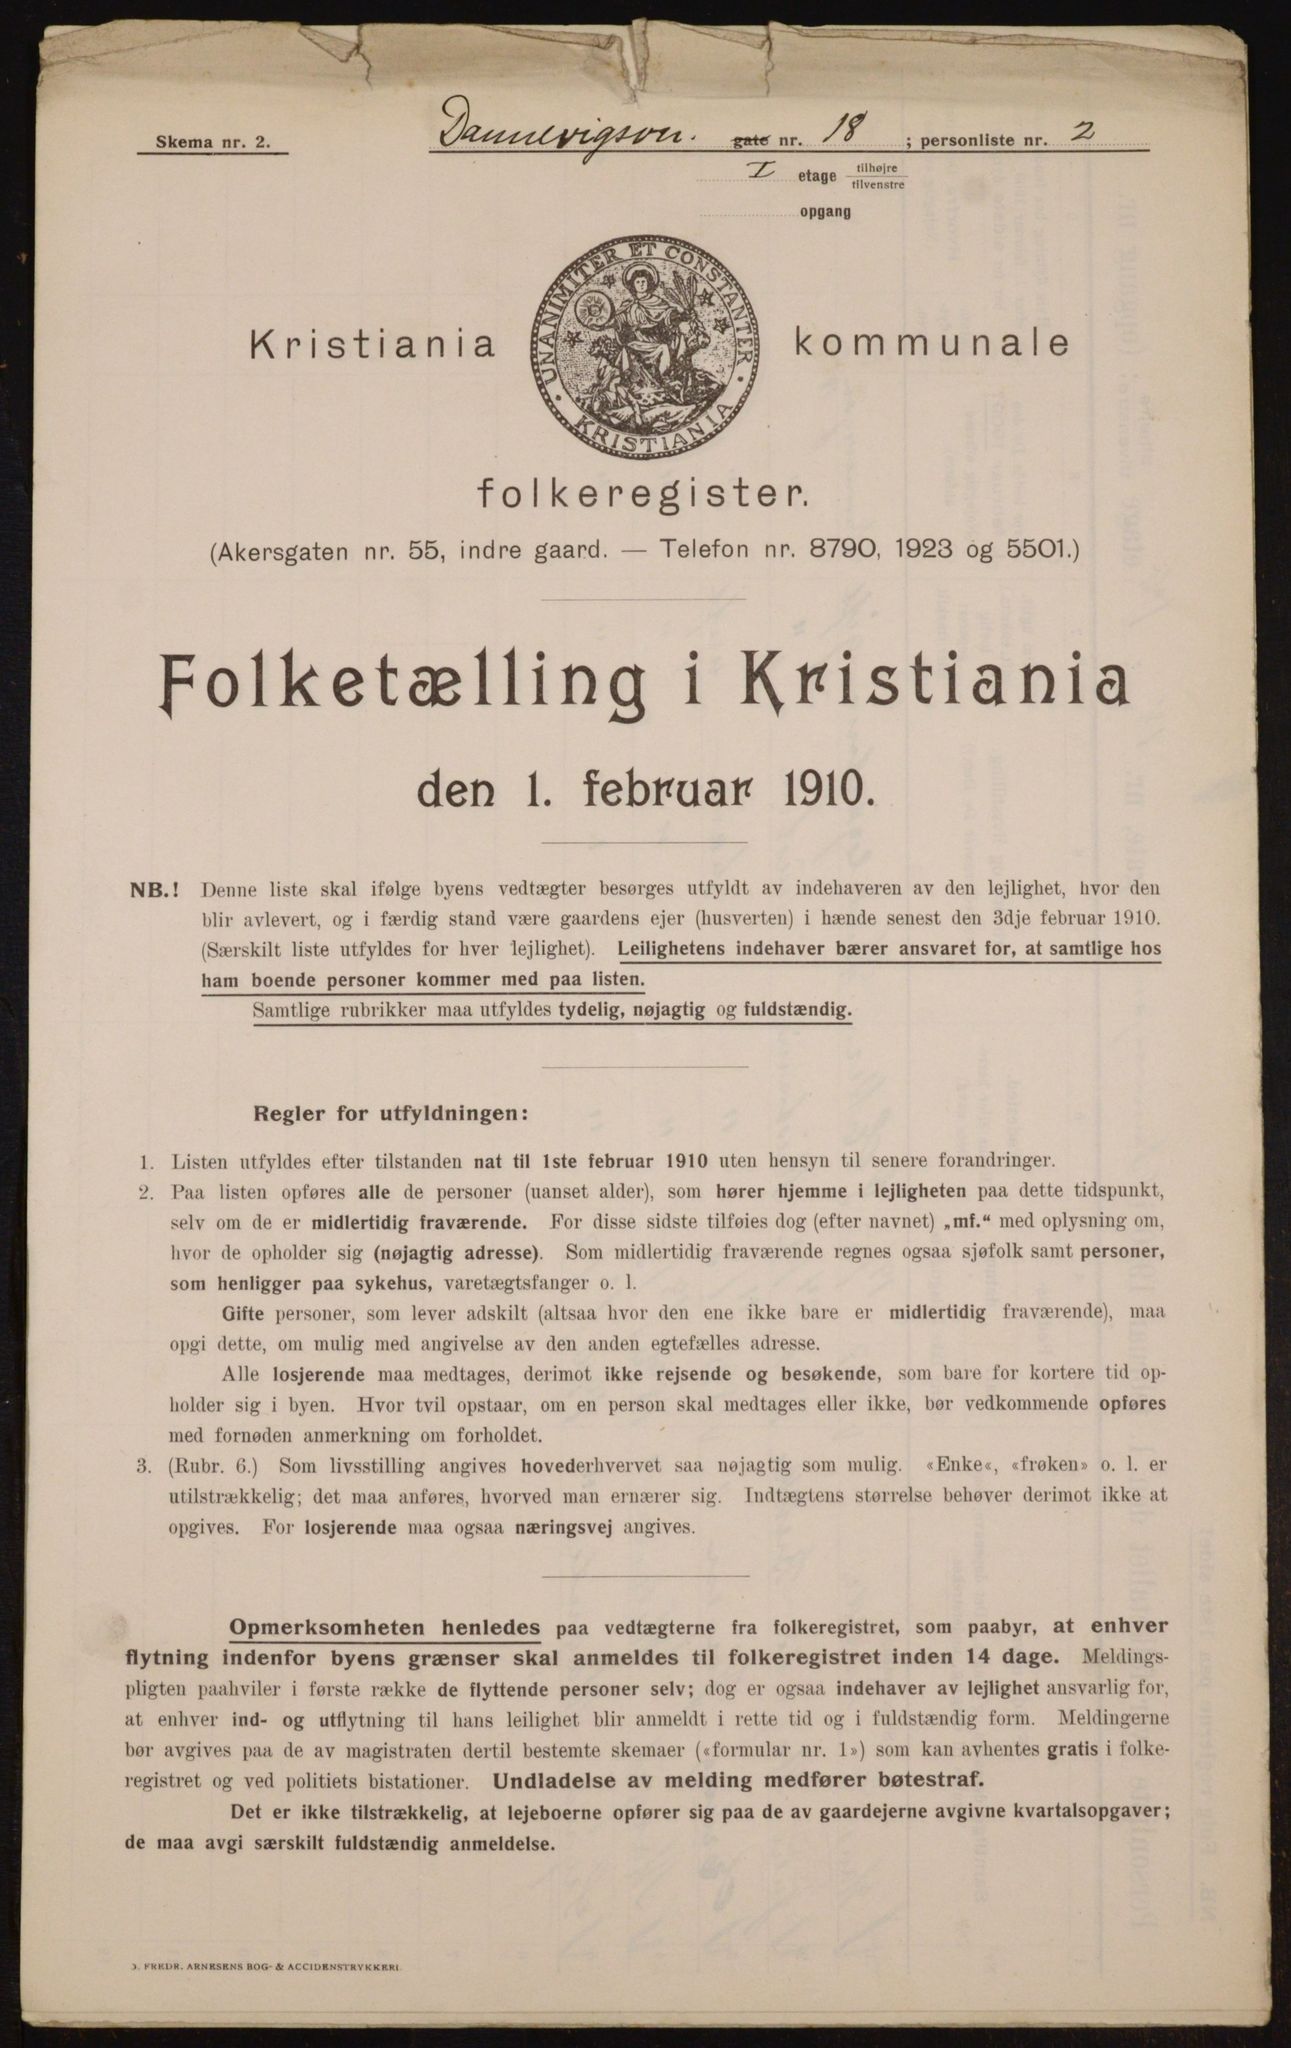 Skema nr. 2.
Dannevigsvn. gate nr. 18 ; personliste nr. 2
I etage tilhøjre
tilvenstre
opgang
UNANIMITER ET CONSTANTER
KRISTIANIA
Kristiania kommunale
folkeregister.
(Akersgaten nr. 55, indre gaard. — Telefon nr. 8790, 1923 og 5501.)
Folketælling i Kristiania
den 1. februar 1910.
NB.! Denne liste skal ifølge byens vedtægter besørges utfyldt av indehaveren av den lejlighet, hvor den
blir avlevert, og i færdig stand være gaardens ejer (husverten) i hænde senest den 3dje februar 1910.
(Særskilt liste utfyldes for hver lejlighet). Leilighetens indehaver bærer ansvaret for, at samtlige hos
ham boende personer kommer med paa listen.
Samtlige rubrikker maa utfyldes tydelig, nøjagtig og fuldstændig.
Regler for utfyldningen:
1. Listen utfyldes efter tilstanden nat til 1ste februar 1910 uten hensyn til senere forandringer.
2. Paa listen opføres alle de personer (uanset alder), som hører hjemme i lejligheten paa dette tidspunkt,
selv om de er midlertidig fraværende. For disse sidste tilføies dog (efter navnet) „mf.“ med oplysning om,
hvor de opholder sig (nøjagtig adresse). Som midlertidig fraværende regnes ogsaa sjøfolk samt personer,
som henligger paa sykehus, varetægtsfanger o. l.
Gifte personer, som lever adskilt (altsaa hvor den ene ikke bare er midlertidig fraværende), maa
opgi dette, om mulig med angivelse av den anden egtefælles adresse.
Alle losjerende maa medtages, derimot ikke rejsende og besøkende, som bare for kortere tid op-
holder sig i byen. Hvor tvil opstaar, om en person skal medtages eller ikke, bør vedkommende opføres
med fornøden anmerkning om forholdet.
3. (Rubr. 6.) Som livsstilling angives hovederhvervet saa nøjagtig som mulig. «Enke«, «frøken» o. l. er
utilstrækkelig; det maa anføres, hvorved man ernærer sig. Indtægtens størrelse behøver derimot ikke at
opgives. For losjerende maa ogsaa næringsvej angives.
Opmerksomheten henledes paa vedtægterne fra folkeregistret, som paabyr, at enhver
flytning indenfor byens grænser skal anmeldes til folkeregistret inden 14 dage. Meldings-
pligten paahviler i første række de flyttende personer selv; dog er ogsaa indehaver av lejlighet ansvarlig for,
at enhver ind- og utflytning til hans leilighet blir anmeldt i rette tid og i fuldstændig form. Meldingerne
bør avgives paa de av magistraten dertil bestemte skemaer («formular nr. 1») som kan avhentes gratis i folke-
registret og ved politiets bistationer. Undladelse av melding medfører bøtestraf.
Det er ikke tilstrækkelig, at lejeboerne opfører sig paa de av gaardejerne avgivne kvartalsopgaver;
de maa avgi særskilt fuldstændig anmeldelse.
J. FREDR. ARNESENS BOG- & ACCIDENSTRYKKERI.